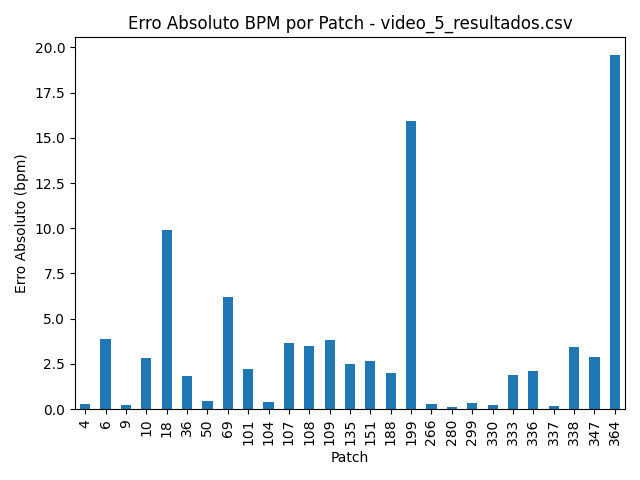 Erro Absoluto BPM por Patch - video_5_resultados.csv
Erro Absoluto (bpm)
20.0
17.5
15.0
12.5
10.0
7.5
5.0
2.5
0.0
4 6 9 10 18 36 50 69 101 104 107 108 109 135 151 188 199 266 280 299 330 333 336 337 338 347 364
Patch